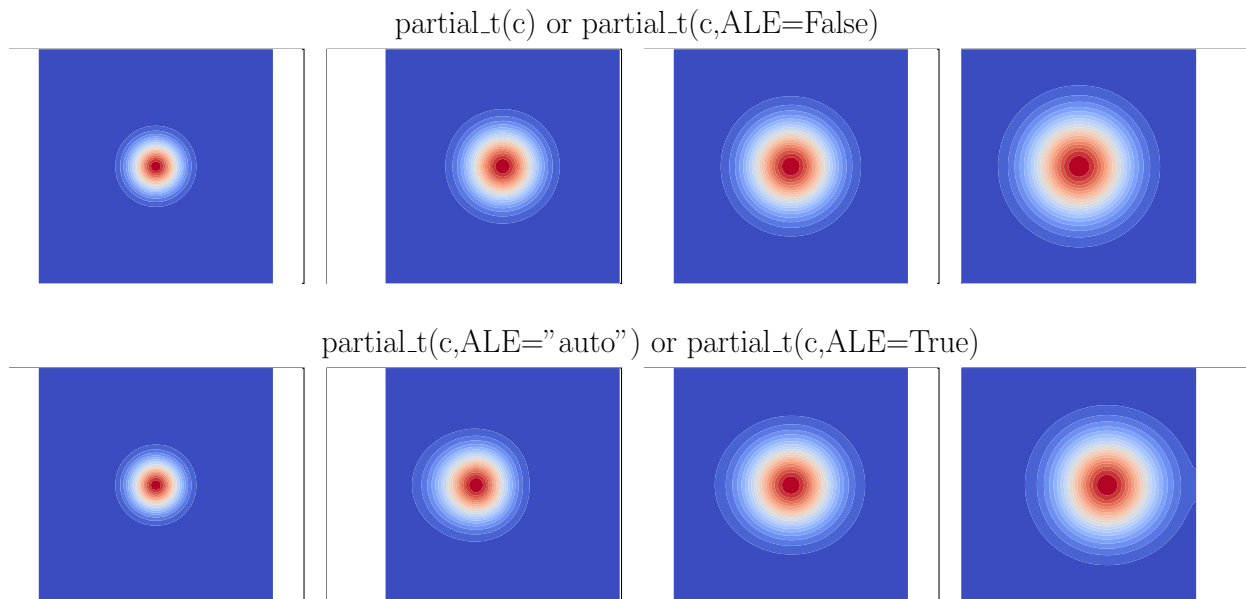 partial_t(c) or partial_t(c,ALE=False)
partial_t(c,ALE=”auto”) or partial_t(c,ALE=True)